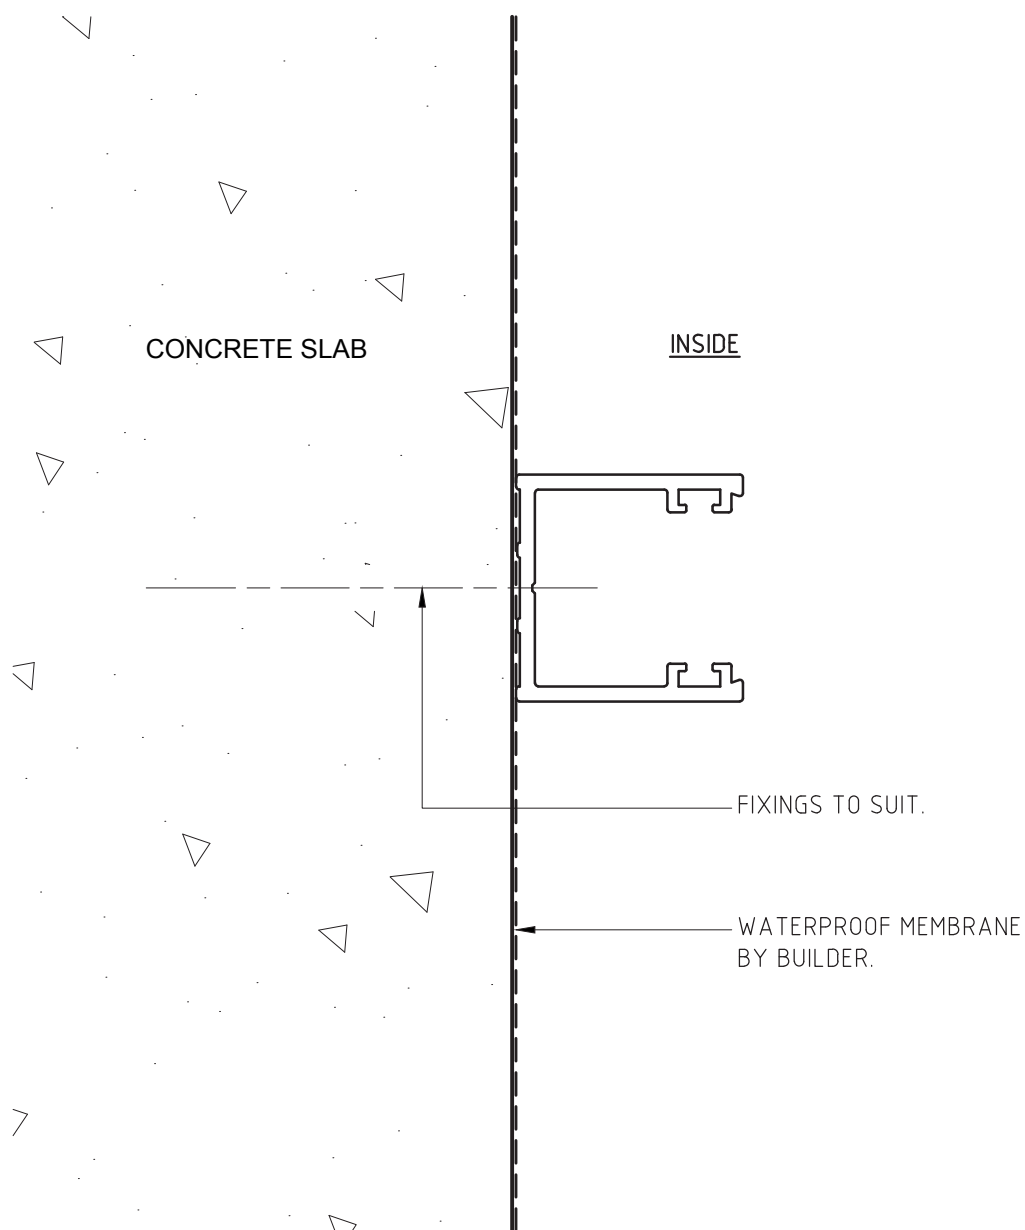 CONCRETE SLAB
INSIDE
FIXINGS TO SUIT.
WATERPROOF MEMBRANE
BY BUILDER.